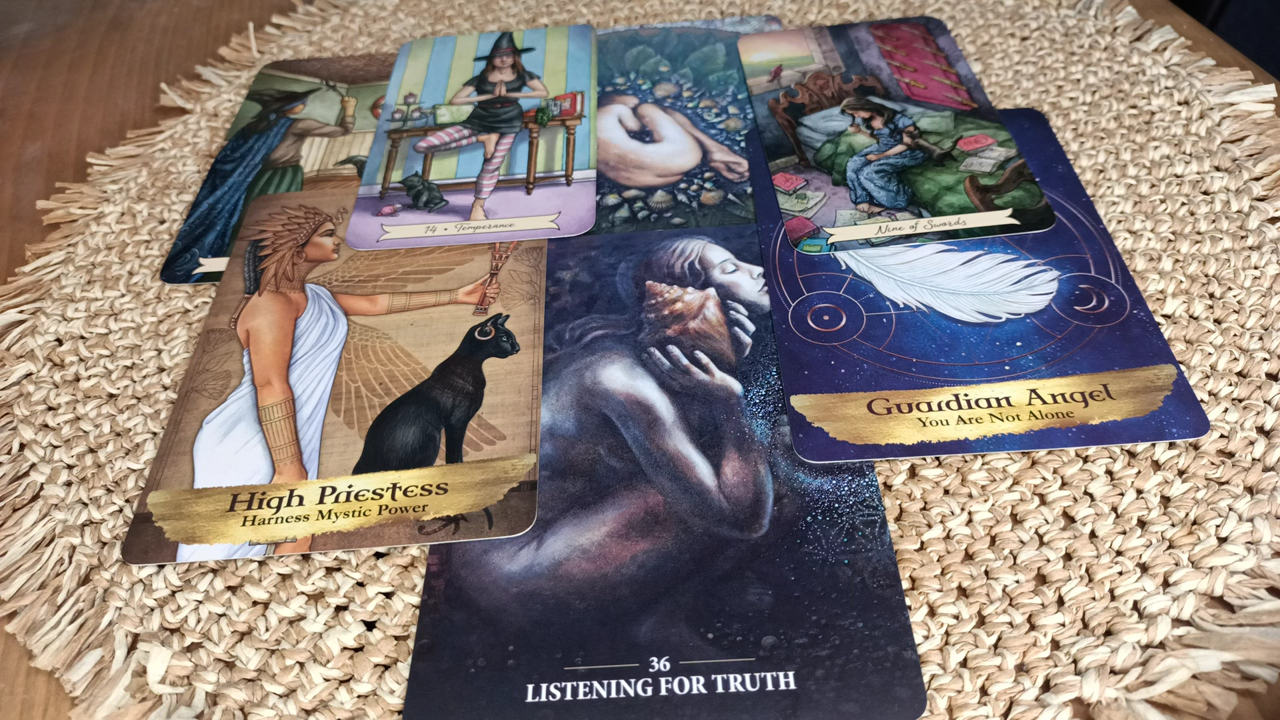 14 • Temperance
Nine of Swords
Guardian Angel
You Are Not Alone
High Priestess
Harness Mystic Power
36
LISTENING FOR TRUTH